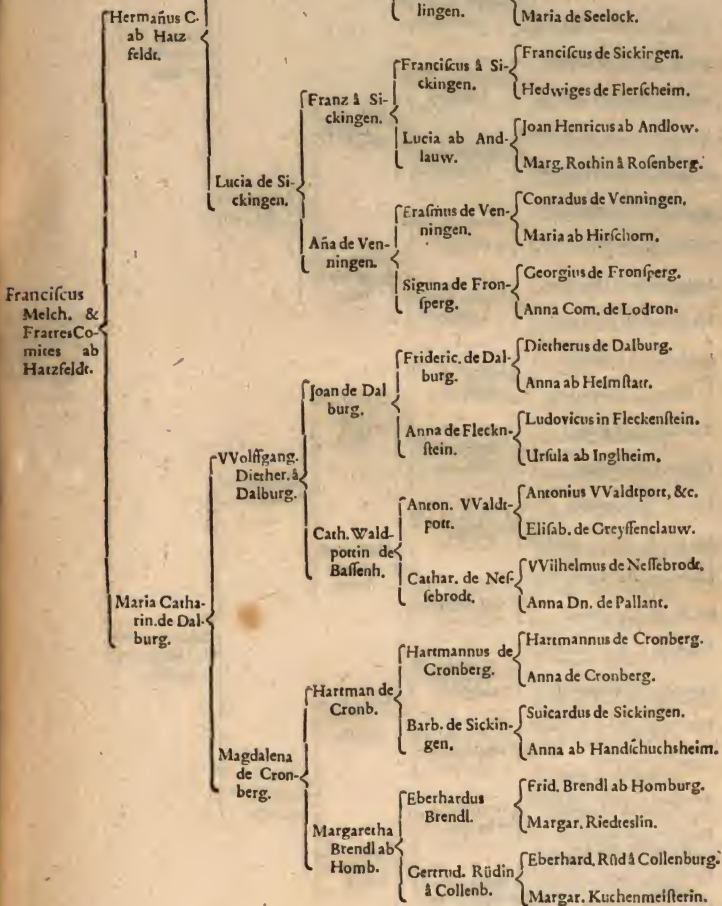 lingen.
Maria de Seelock.
Hermañus C.
ab Hatz
feldt.
Franciſcus â Si-
ckingen.
Franciſcus de Sickingen.
Hedwiges de Flerſcheim.
Franz â Si-
ckingen.
Lucia ab And-
lauw.
Joan Henricus ab Andlow.
Marg. Rothin â Roſenberg.
Lucia de Si-
ckingen.
Eraſmus de Ven-
ningen.
Conradus de Venningen.
Maria ab Hirſchorn.
Aña de Ven-
ningen.
Siguna de Fron-
ſperg.
Georgius de Fronſperg.
Anna Com. de Lodron.
Franciſcus
Melch. &
Fratres Co-
mites ab
Hatzfeldt.
Frideric. de Dal-
burg.
Dietherus de Dalburg.
Anna ab Helmſtatt.
Joan de Dal
burg.
Anna de Fleckn-
ſtein.
Ludovicus in Fleckenſtein.
Urſula ab Inglheim.
VVolffgang.
Diether. â
Dalburg.
Anton. VValdt-
pott.
Antonius VValdtpott, &c.
Eliſab. de Greyffenclauw.
Cath. Wald-
pottin de
Baſſenh.
Cathar. de Neſ-
ſebrodt.
VVilhelmus de Neſſebrodt.
Anna Dn. de Pallant.
Maria Catha-
rin. de Dal-
burg.
Hartmannus de
Cronberg.
Hartmannus de Cronberg.
Anna de Cronberg.
Hartman de
Cronb.
Barb. de Sickin-
gen.
Suicardus de Sickingen.
Anna ab Handſchuchsheim.
Magdalena
de Cron-
berg.
Eberhardus
Brendl.
Frid. Brendl ab Homburg.
Margar. Riedteslin.
Margaretha
Brendl ab
Homb.
Gertrud. Rüdin
â Collenb.
Eberhard. Rüd â Collenburg.
Margar. Kuchenmeiſterin.